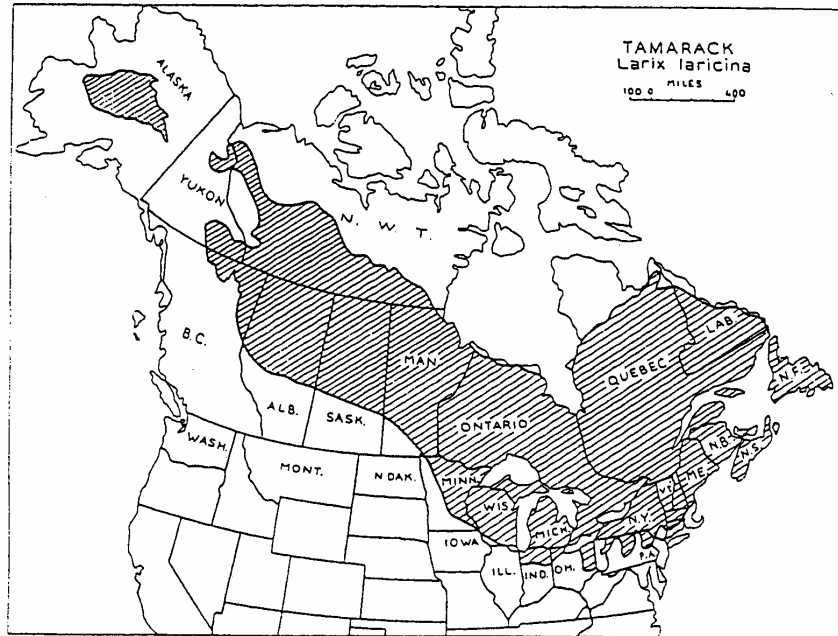 TAMARACK
Larix laricina
MILES
100 0 400
ALASKA
YUKON
N. W. T.
B.C.
ALB.
SASK.
MAN.
ONTARIO
QUEBEC
LAB.
N.F.
N.B.
N.S.
ME.
VT.
N.Y.
P.A.
WASH.
MONT.
N DAK.
MINN.
WIS.
MICH.
IOWA
ILL.
IND.
OH.